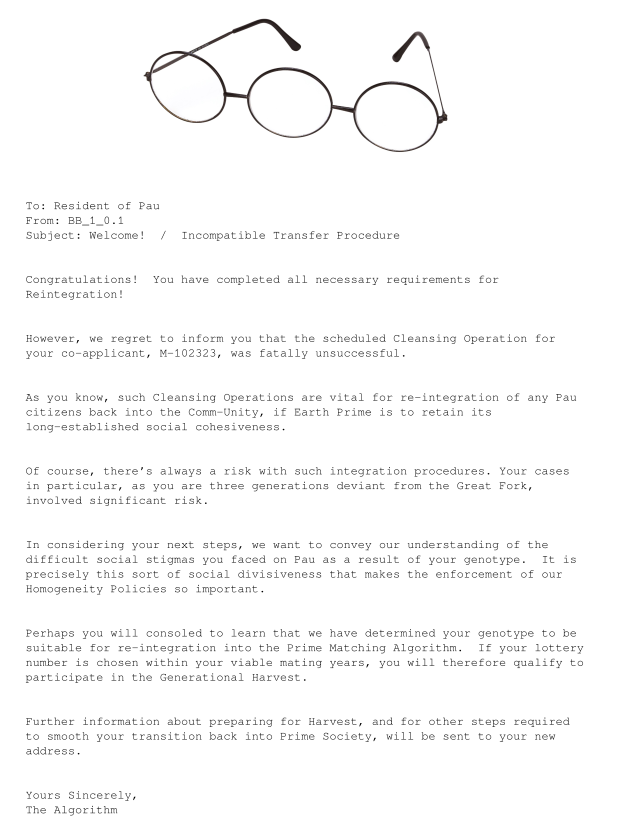 To: Resident of Pau
From: BB_1_0.1
Subject: Welcome!  /  Incompatible Transfer Procedure
Congratulations!  You have completed all necessary requirements for
Reintegration!
However, we regret to inform you that the scheduled Cleansing Operation for
your co-applicant, M-102323, was fatally unsuccessful.
As you know, such Cleansing Operations are vital for re-integration of any Pau
citizens back into the Comm-Unity, if Earth Prime is to retain its
long-established social cohesiveness.
Of course, there's always a risk with such integration procedures. Your cases
in particular, as you are three generations deviant from the Great Fork,
involved significant risk.
In considering your next steps, we want to convey our understanding of the
difficult social stigmas you faced on Pau as a result of your genotype.  It is
precisely this sort of social divisiveness that makes the enforcement of our
Homogeneity Policies so important.
Perhaps you will consoled to learn that we have determined your genotype to be
suitable for re-integration into the Prime Matching Algorithm.  If your lottery
number is chosen within your viable mating years, you will therefore qualify to
participate in the Generational Harvest.
Further information about preparing for Harvest, and for other steps required
to smooth your transition back into Prime Society, will be sent to your new
address.
Yours Sincerely,
The Algorithm